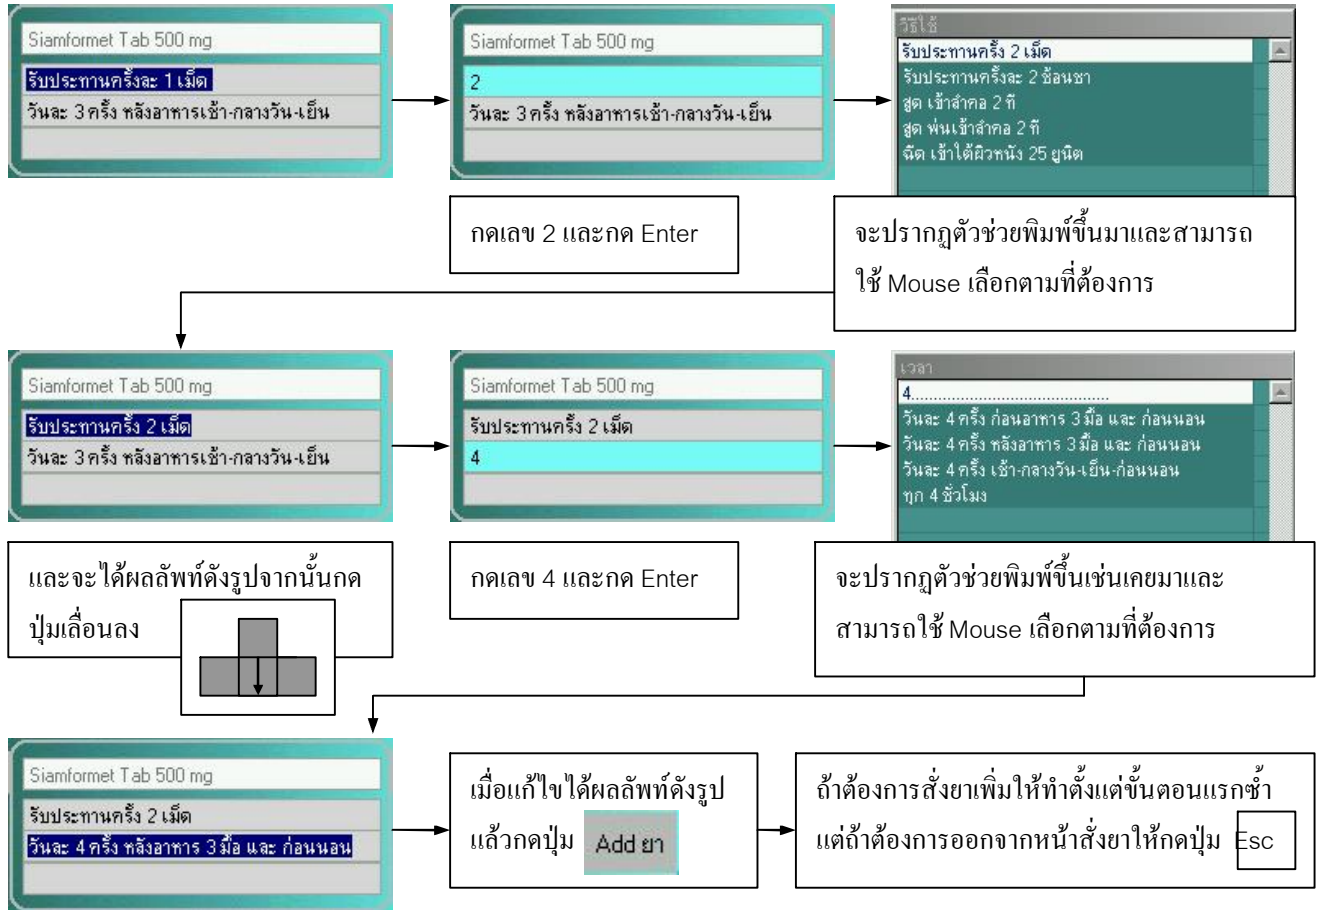 Siamformet Tab 500 mg
รับประทานครั้งละ 1 เม็ด
วันละ 3 ครั้ง หลังอาหารเช้า-กลางวัน-เย็น
Siamformet Tab 500 mg
2
วันละ 3 ครั้ง หลังอาหารเช้า-กลางวัน-เย็น
วิธีใช้
รับประทานครั้ง 2 เม็ด
รับประทานครั้งละ 2 ช้อนชา
สูด เข้าลำคอ 2 ที
สูด พ่นเข้าลำคอ 2 ที
ฉีด เข้าใต้ผิวหนัง 25 ยูนิต
กดเลข 2 และกด Enter
จะปรากฏตัวช่วยพิมพ์ขึ้นมาและสามารถ
ใช้ Mouse เลือกตามที่ต้องการ
Siamformet Tab 500 mg
รับประทานครั้ง 2 เม็ด
วันละ 3 ครั้ง หลังอาหารเช้า-กลางวัน-เย็น
Siamformet Tab 500 mg
รับประทานครั้ง 2 เม็ด
4
เวลา
4............................................
วันละ 4 ครั้ง ก่อนอาหาร 3 มื้อ และ ก่อนนอน
วันละ 4 ครั้ง หลังอาหาร 3 มื้อ และ ก่อนนอน
วันละ 4 ครั้ง เช้า-กลางวัน-เย็น-ก่อนนอน
ทุก 4 ชั่วโมง
และจะได้ผลลัพท์ดังรูปจากนั้นกด
ปุ่มเลื่อนลง
กดเลข 4 และกด Enter
จะปรากฏตัวช่วยพิมพ์ขึ้นเช่นเคยมาและ
สามารถใช้ Mouse เลือกตามที่ต้องการ
Siamformet Tab 500 mg
รับประทานครั้ง 2 เม็ด
วันละ 4 ครั้ง หลังอาหาร 3 มื้อ และ ก่อนนอน
เมื่อแก้ไขได้ผลลัพท์ดังรูป
แล้วกดปุ่ม Add ยา
ถ้าต้องการสั่งยาเพิ่มให้ทำตั้งแต่ขั้นตอนแรกซ้ำ
แต่ถ้าต้องการออกจากหน้าสั่งยาให้กดปุ่ม Esc